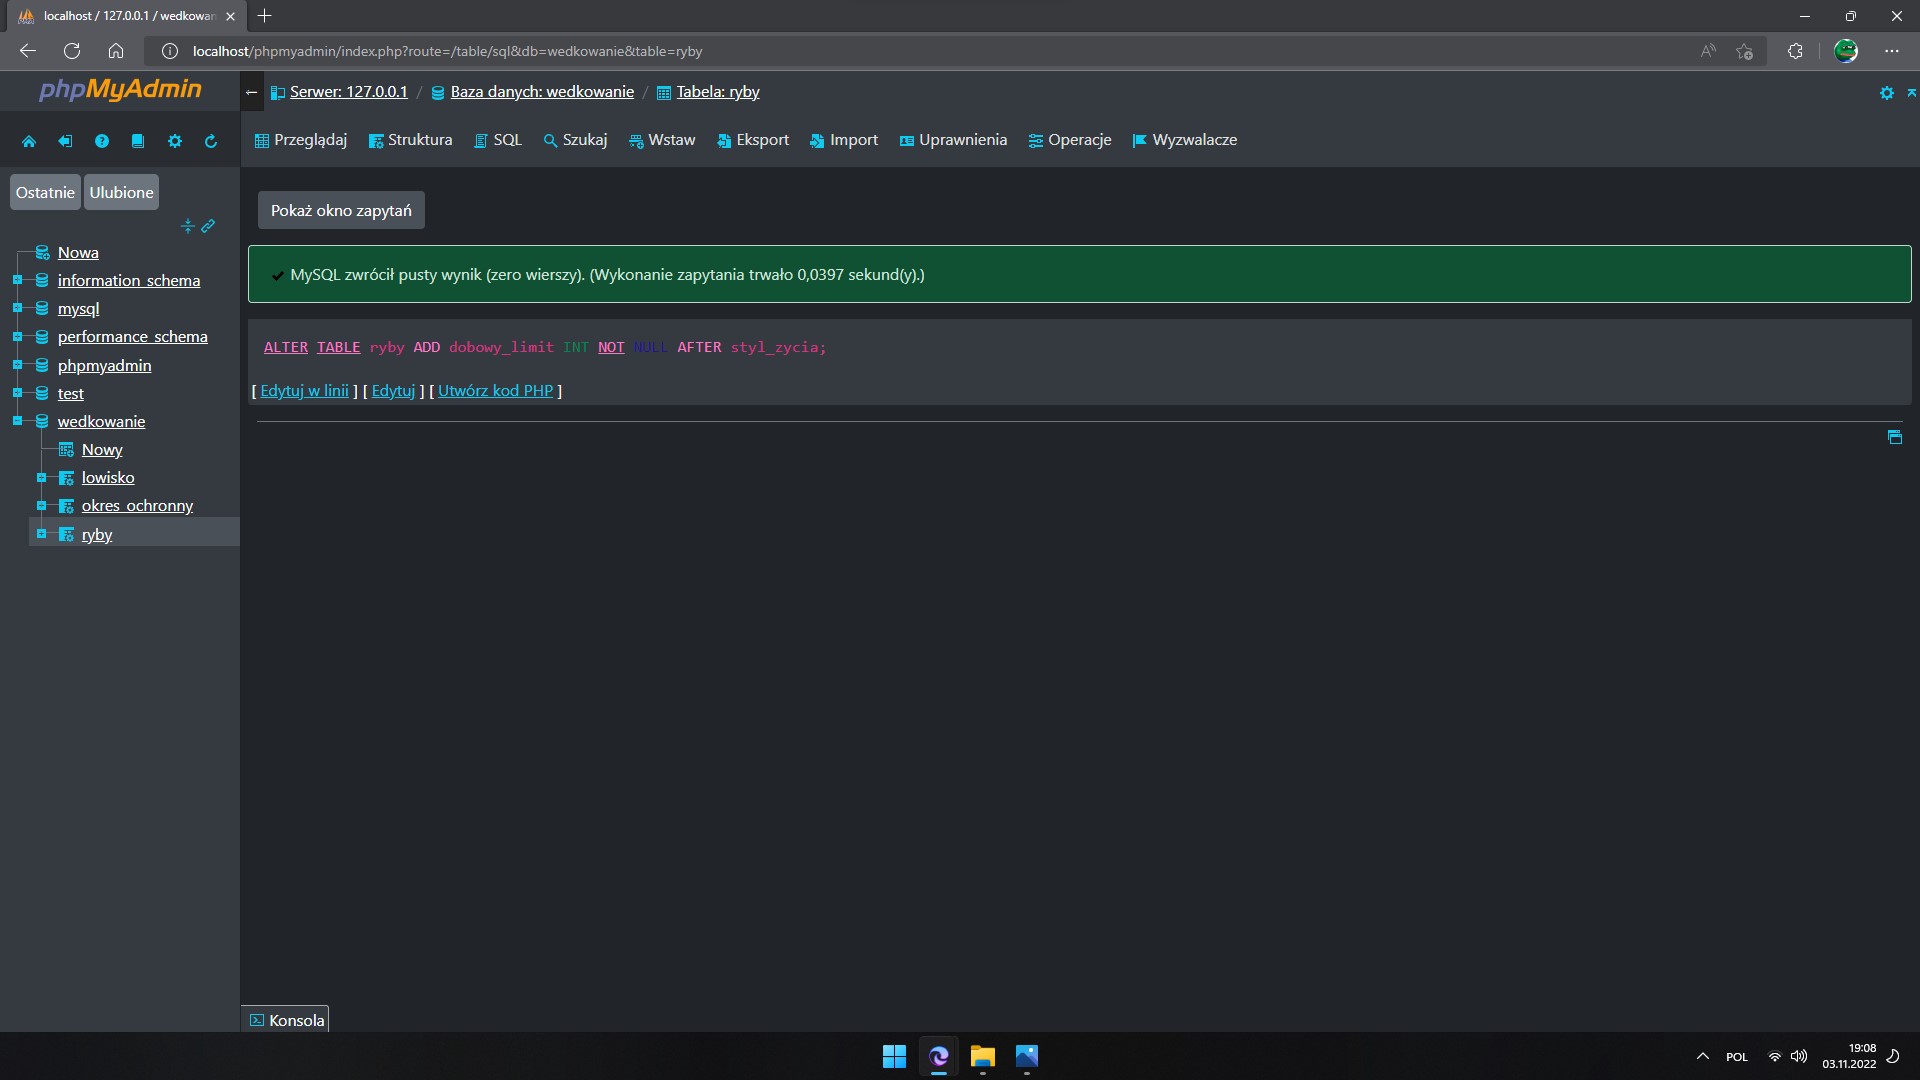 localhost / 127.0.0.1 / wedkowan
localhost/phpmyadmin/index.php?route=/table/sql&db=wedkowanie&table=ryby
phpMyAdmin
Serwer: 127.0.0.1 / Baza danych: wedkowanie / Tabela: ryby
Przeglądaj Struktura SQL Szukaj Wstaw Eksport Import Uprawnienia Operacje Wyzwalacze
Ostatnie Ulubione
Nowa
information_schema
mysql
performance_schema
phpmyadmin
test
wedkowanie
Nowy
lowisko
okres_ochronny
ryby
Pokaż okno zapytań
MySQL zwrócił pusty wynik (zero wierszy). (Wykonanie zapytania trwało 0,0397 sekund(y).)
ALTER TABLE ryby ADD dobowy_limit INT NOT NULL AFTER styl_zycia;
[ Edytuj w linii ] [ Edytuj ] [ Utwórz kod PHP ]
Konsola
POL
19:08
03.11.2022